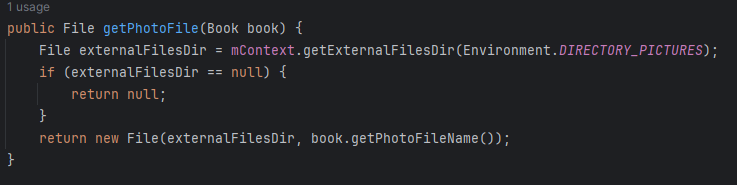 1 usage
public File getPhotoFile(Book book) {
    File externalFilesDir = mContext.getExternalFilesDir(Environment.DIRECTORY_PICTURES);
    if (externalFilesDir == null) {
        return null;
    }
    return new File(externalFilesDir, book.getPhotoFileName());
}